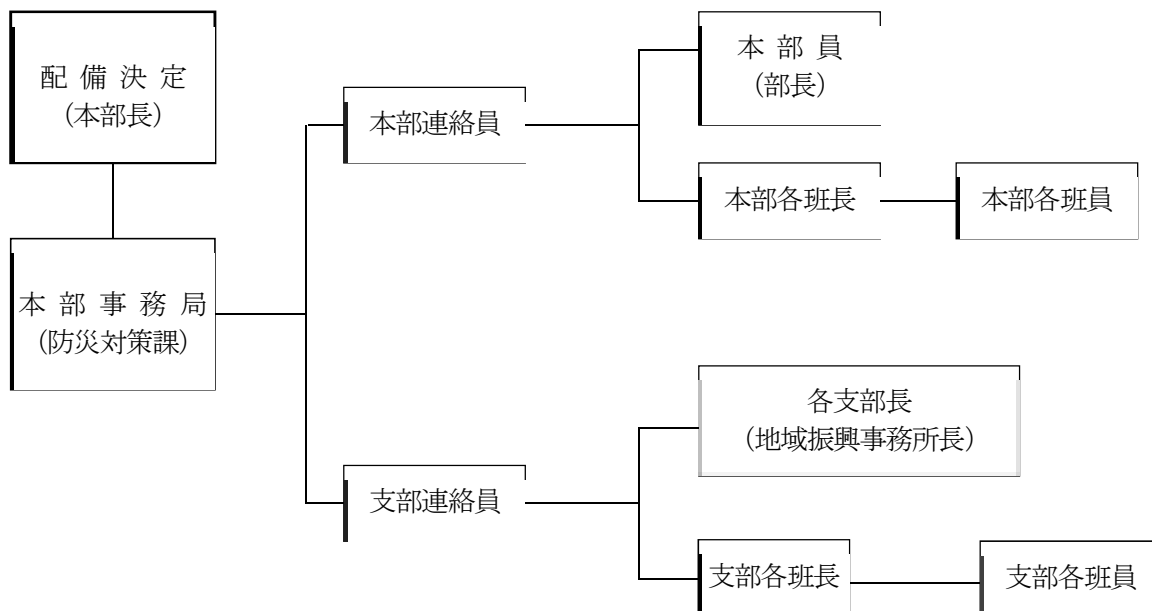 配備決定
(本部長)
本部事務局
(防災対策課)
本部連絡員
本部員
(部長)
本部各班長
本部各班員
支部連絡員
各支部長
(地域振興事務所長)
支部各班長
支部各班員